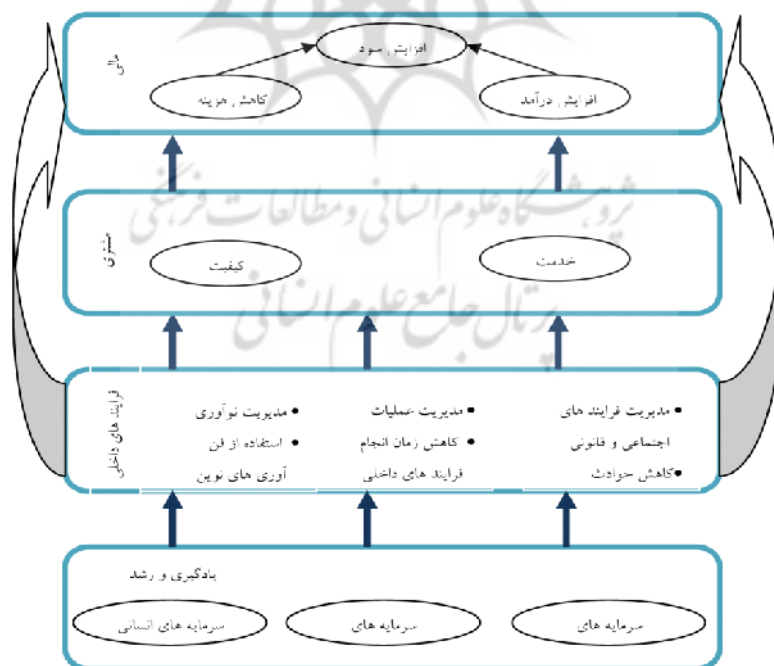 افزایش سود
مالی
افزایش درآمد
کاهش هزینه
پژوهشگاه علوم انسانی و مطالعات فرهنگی
مشتری
خدمت
کیفیت
پرتال جامع علوم انسانی
فرایند های داخلی
● مدیریت فرایند های
اجتماعی و قانونی
●کاهش حوادث
● مدیریت عملیات
● کاهش زمان انجام
فرایند های داخلی
● مدیریت نوآوری
● استفاده از فن
آوری های نوین
یادگیری و رشد
سرمایه های
سرمایه های
سرمایه های انسانی